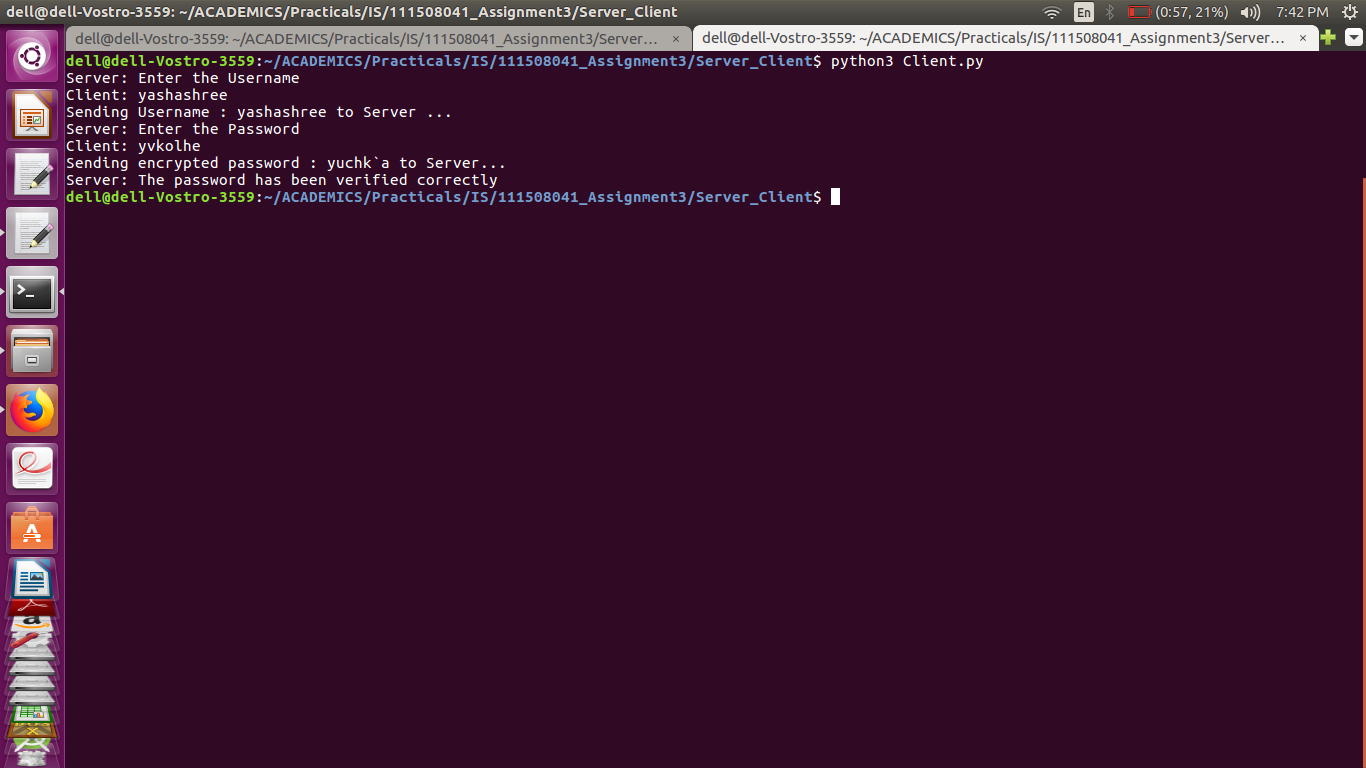 dell@dell-Vostro-3559: ~/ACADEMICS/Practicals/IS/111508041_Assignment3/Server_Client
En
(0:57, 21%)
7:42 PM
dell@dell-Vostro-3559: ~/ACADEMICS/Practicals/IS/111508041_Assignment3/Server... ×
dell@dell-Vostro-3559: ~/ACADEMICS/Practicals/IS/111508041_Assignment3/Server... ×
dell@dell-Vostro-3559:~/ACADEMICS/Practicals/IS/111508041_Assignment3/Server_Client$ python3 Client.py
Server: Enter the Username
Client: yashashree
Sending Username : yashashree to Server ...
Server: Enter the Password
Client: yvkolhe
Sending encrypted password : yuchk`a to Server...
Server: The password has been verified correctly
dell@dell-Vostro-3559:~/ACADEMICS/Practicals/IS/111508041_Assignment3/Server_Client$